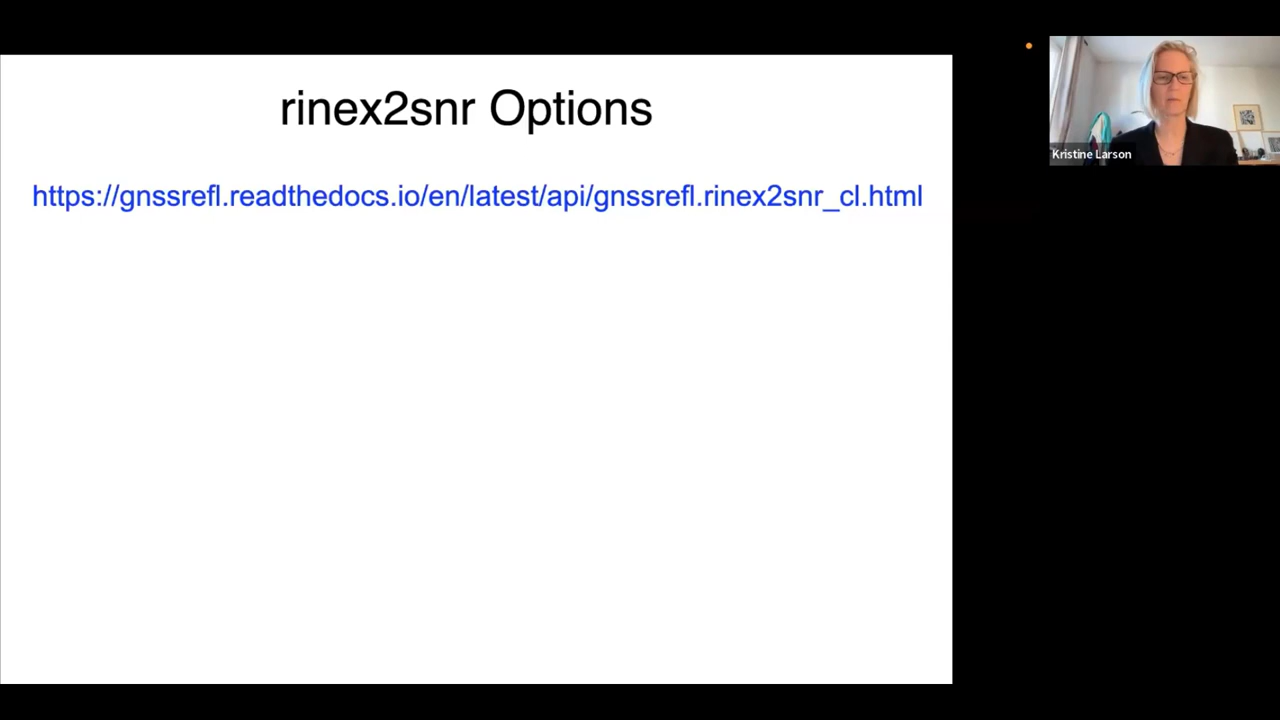 rinex2snr Options
https://gnssrefl.readthedocs.io/en/latest/api/gnssrefl.rinex2snr_cl.html
Kristine Larson